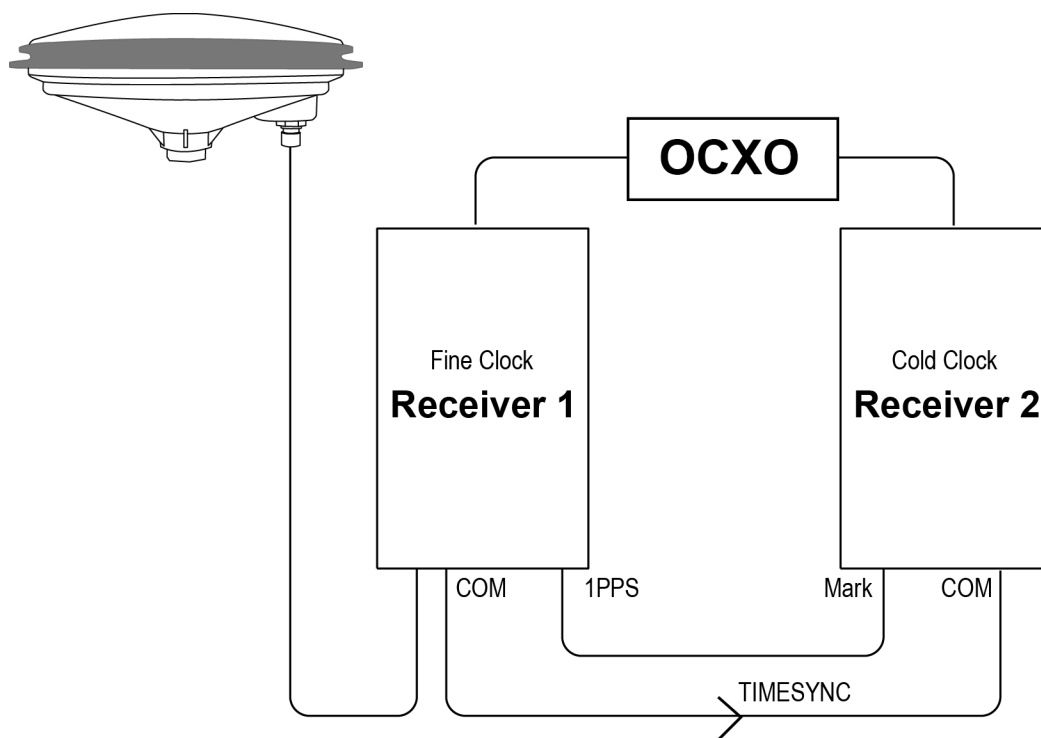 OCXO
Fine Clock
Receiver 1
Cold Clock
Receiver 2
COM
1PPS
Mark
COM
TIMESYNC